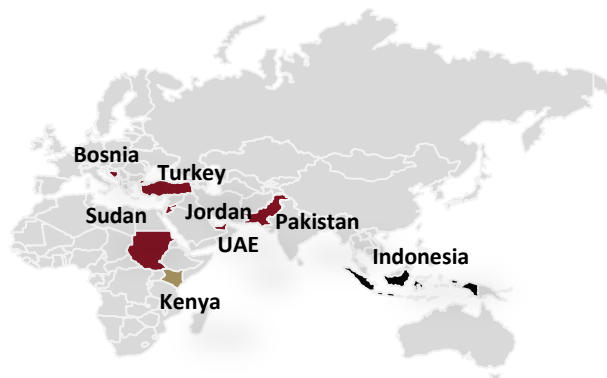 Bosnia
Turkey
Sudan
Jordan
Pakistan
UAE
Indonesia
Kenya